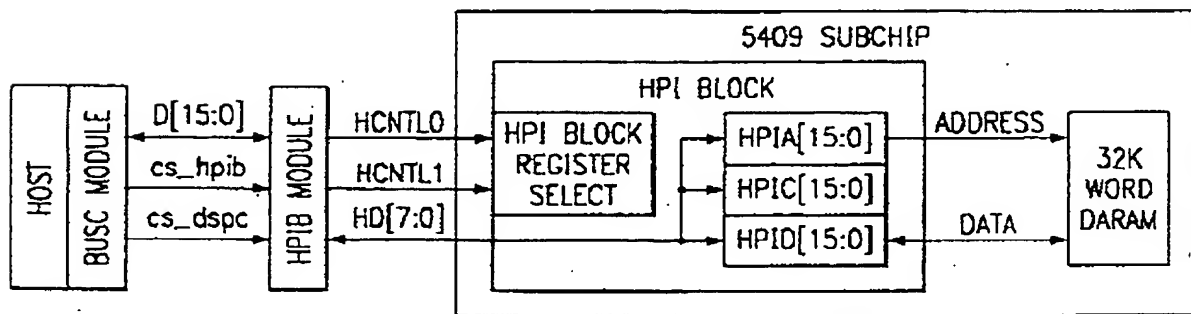 5409 SUBCHIP
HPI BLOCK
HOST
BUSC MODULE
D[15:0]
cs_hpib
cs_dspc
HPIB MODULE
HCNTL0
HCNTL1
HD[7:0]
HPI BLOCK
REGISTER
SELECT
HPIA[15:0]
HPIC[15:0]
HPID[15:0]
ADDRESS
DATA
32K
WORD
DARAM